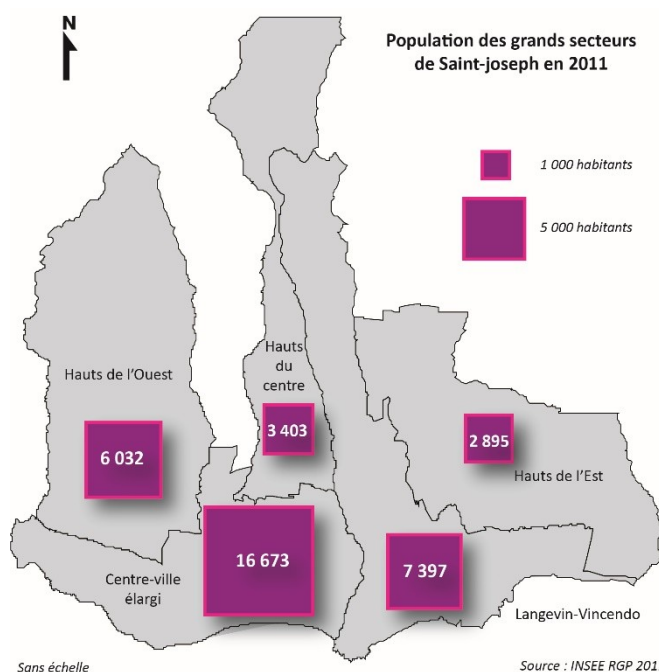 N
Population des grands secteurs
de Saint-joseph en 2011
1 000 habitants
5 000 habitants
Hauts de l'Ouest
Hauts
du
centre
3 403
2 895
6 032
Hauts de l'Est
16 673
7 397
Centre-ville
élargi
Langevin-Vincendo
Sans échelle
Source : INSEE RGP 201